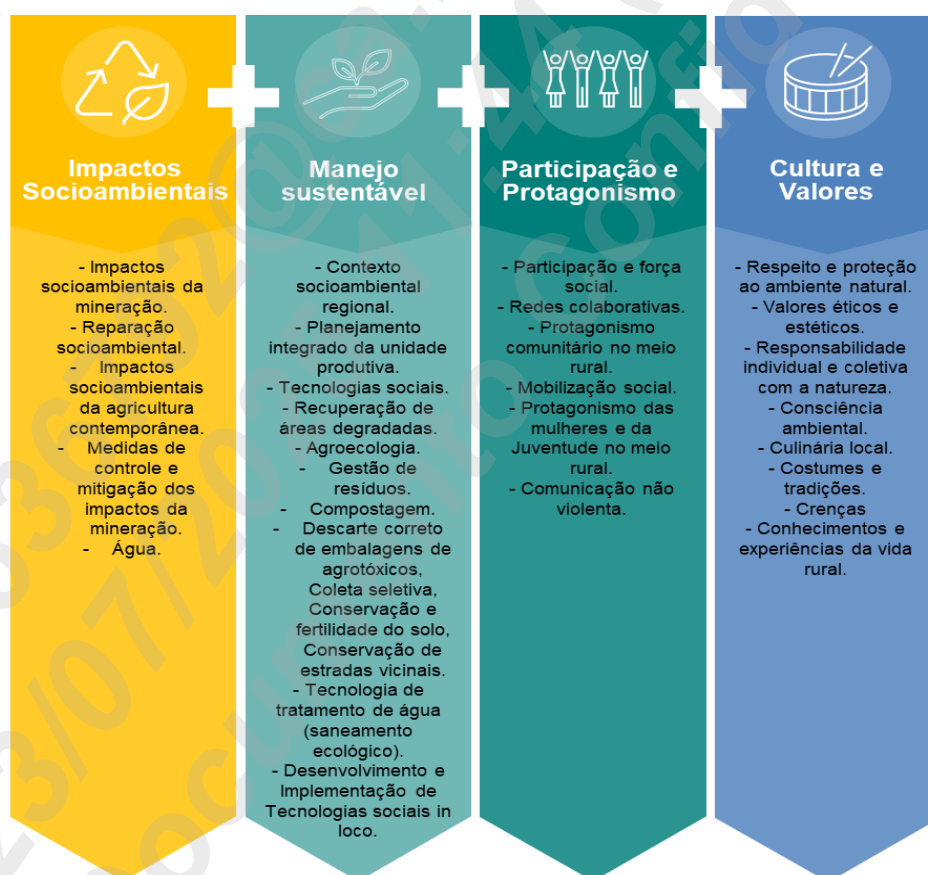 Impactos
Socioambientais
- Impactos
socioambientais da
mineração.
- Reparação
socioambiental.
- Impactos
socioambientais
da agricultura
contemporânea.
- Medidas de
controle e
mitigação dos
impactos da
mineração.
- Água.
Manejo
sustentável
- Contexto
socioambiental
regional.
- Planejamento
integrado da unidade
produtiva.
- Tecnologias sociais.
- Recuperação de
áreas degradadas.
- Agroecologia.
- Gestão de
resíduos.
- Compostagem.
- Descarte correto
de embalagens de
agrotóxicos,
Coleta seletiva,
Conservação e
fertilidade do solo,
Conservação de
estradas vicinais.
- Tecnologia de
tratamento de água
(saneamento
ecológico).
- Desenvolvimento e
Implementação de
Tecnologias sociais in
loco.
Participação e
Protagonismo
- Participação e força
social.
- Redes colaborativas.
- Protagonismo
comunitário no meio
rural.
- Mobilização social.
- Protagonismo das
mulheres e da
Juventude no meio
rural.
- Comunicação não
violenta.
Cultura e
Valores
- Respeito e proteção
ao ambiente natural.
- Valores éticos e
estéticos.
- Responsabilidade
individual e coletiva
com a natureza.
- Consciência
ambiental.
- Culinária local.
- Costumes e
tradições.
- Crenças
- Conhecimentos e
experiências da vida
rural.